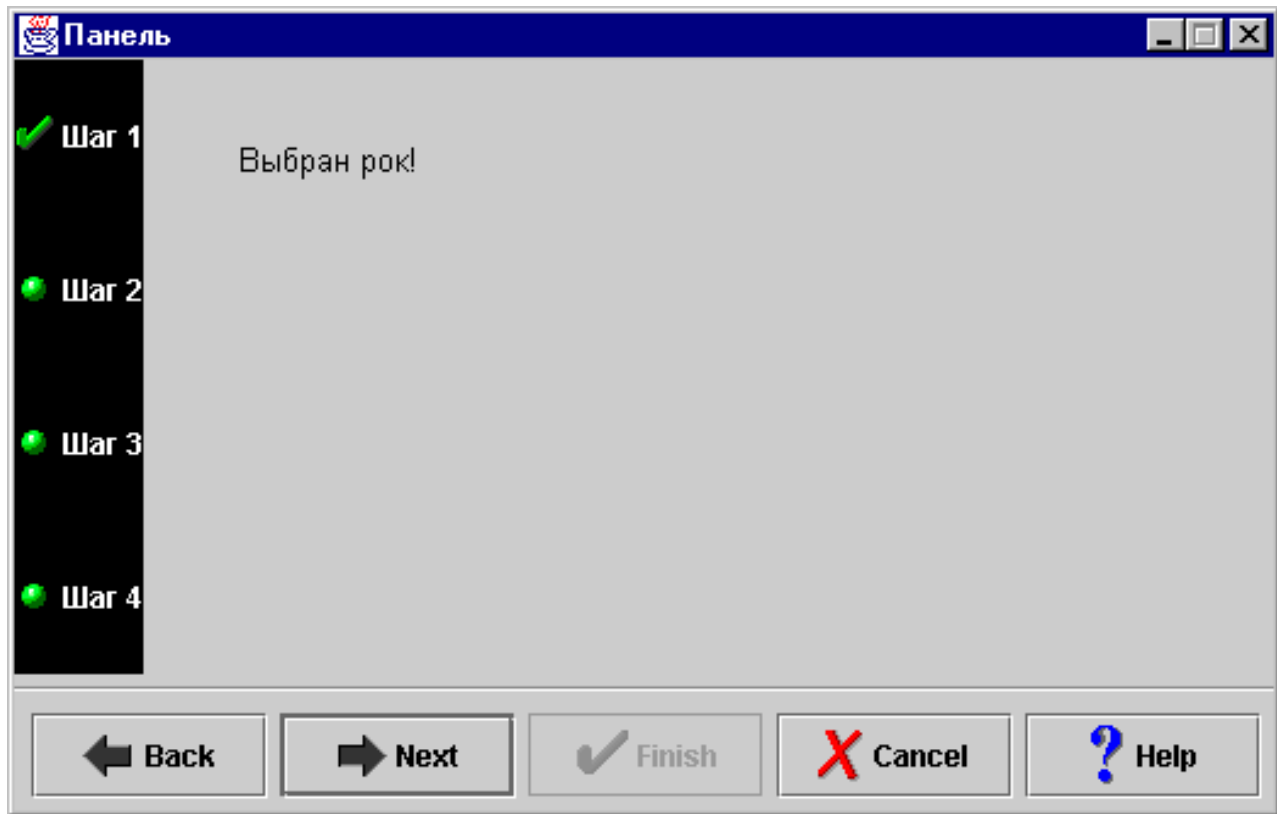 Панель
Шаг 1
Выбран рок!
Шаг 2
Шаг 3
Шаг 4
Back
Next
Finish
Cancel
Help